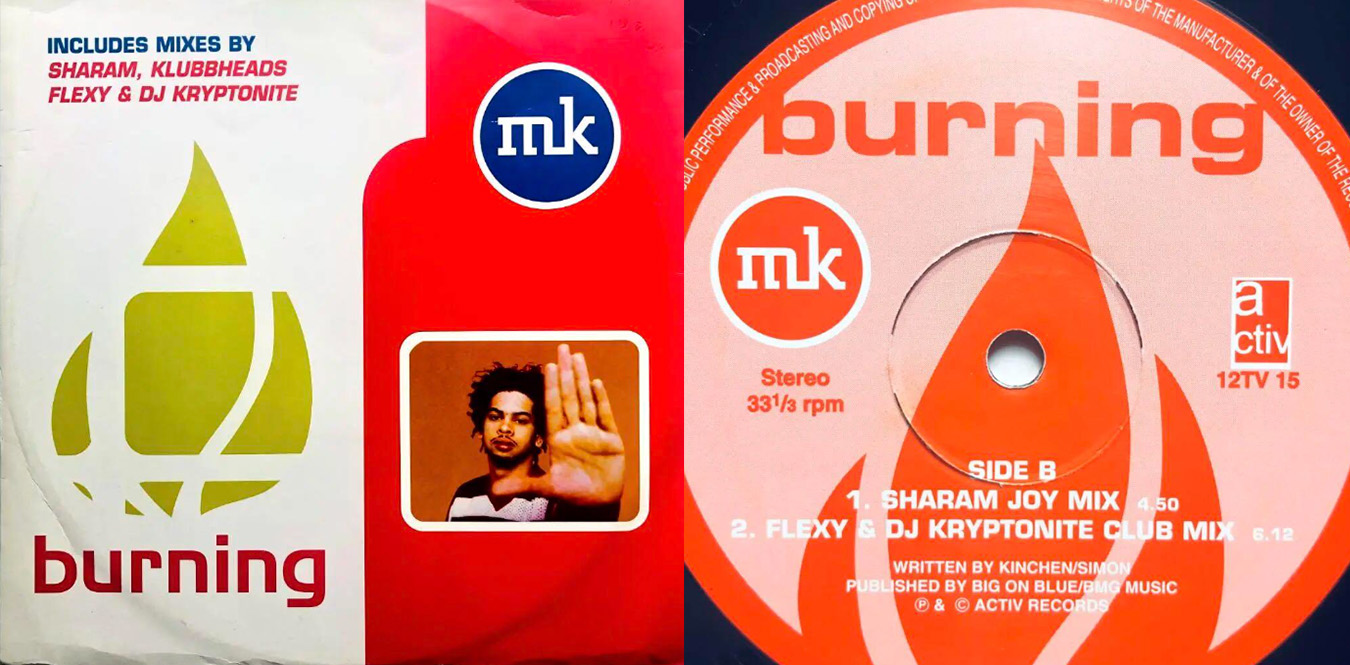 INCLUDES MIXES BY
SHARAM, KLUBBHEADS
FLEXY & DJ KRYPTONITE
mk
burning
PUBLIC PERFORMANCE & BROADCASTING AND COPYING OF
RIGHTS OF THE MANUFACTURER & OF THE OWNER OF THE
burning
mk
a
ctiv
12TV 15
Stereo
33⅓ rpm
SIDE B
1. SHARAM JOY MIX 4.50
2. FLEXY & DJ KRYPTONITE CLUB MIX 6.12
WRITTEN BY KINCHEN/SIMON
PUBLISHED BY BIG ON BLUE/BMG MUSIC
Ⓟ & © ACTIV RECORDS